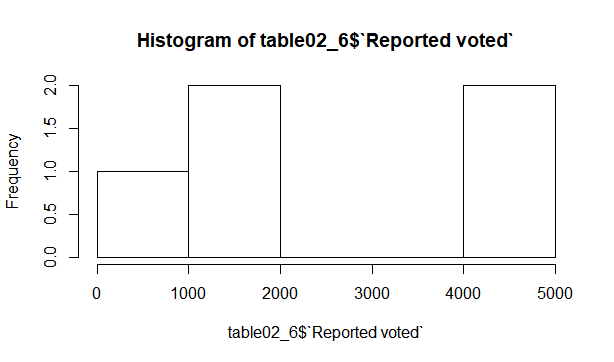 Histogram of table02_6$`Reported voted`
Frequency
2.0
1.5
1.0
0.5
0.0
0 1000 2000 3000 4000 5000
table02_6$`Reported voted`